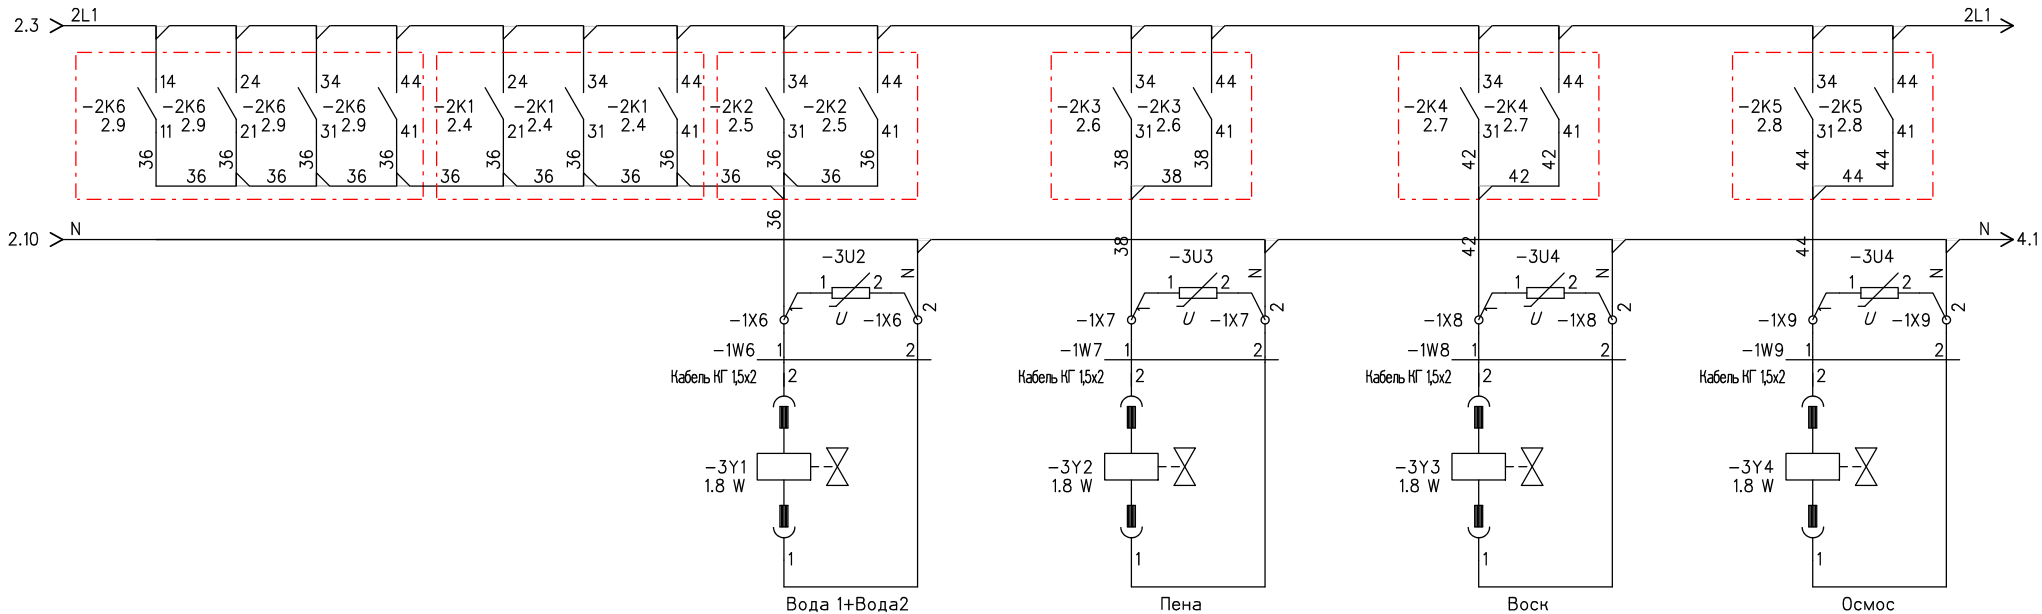 2.3 2L1 2L1
14 24 34 44 24 34 44 34 44 34 44 34 44 34 44
-2K6 -2K6 -2K6 -2K6 -2K1 -2K1 -2K1 -2K2 -2K2 -2K3 -2K3 -2K4 -2K4 -2K5 -2K5
2.9 2.9 2.9 2.9 2.4 2.4 2.4 2.5 2.5 2.6 2.6 2.7 2.7 2.8 2.8
11 21 31 41 21 31 41 31 41 31 41 31 41 31 41
36 36 36 36 36 36 36 36 36 38 38 42 42 44 44
36 36 36 36 36 36 36 36 38 42 44
36
2.10 N N 4.1
38 42 44
-3U2 -3U3 -3U4 -3U4
1 2 N 1 2 N 1 2 N 1 2 N
2 2 2 2
-1X6 U -1X6 -1X7 U -1X7 -1X8 U -1X8 -1X9 U -1X9
-1W6 1 2 -1W7 1 2 -1W8 1 2 -1W9 1 2
Кабель КГ 1,5х2 2 Кабель КГ 1,5х2 2 Кабель КГ 1,5х2 2 Кабель КГ 1,5х2 2
-3Y1 -3Y2 -3Y3 -3Y4
1.8 W 1.8 W 1.8 W 1.8 W
1 1 1 1
Вода 1+Вода2 Пена Воск Осмос